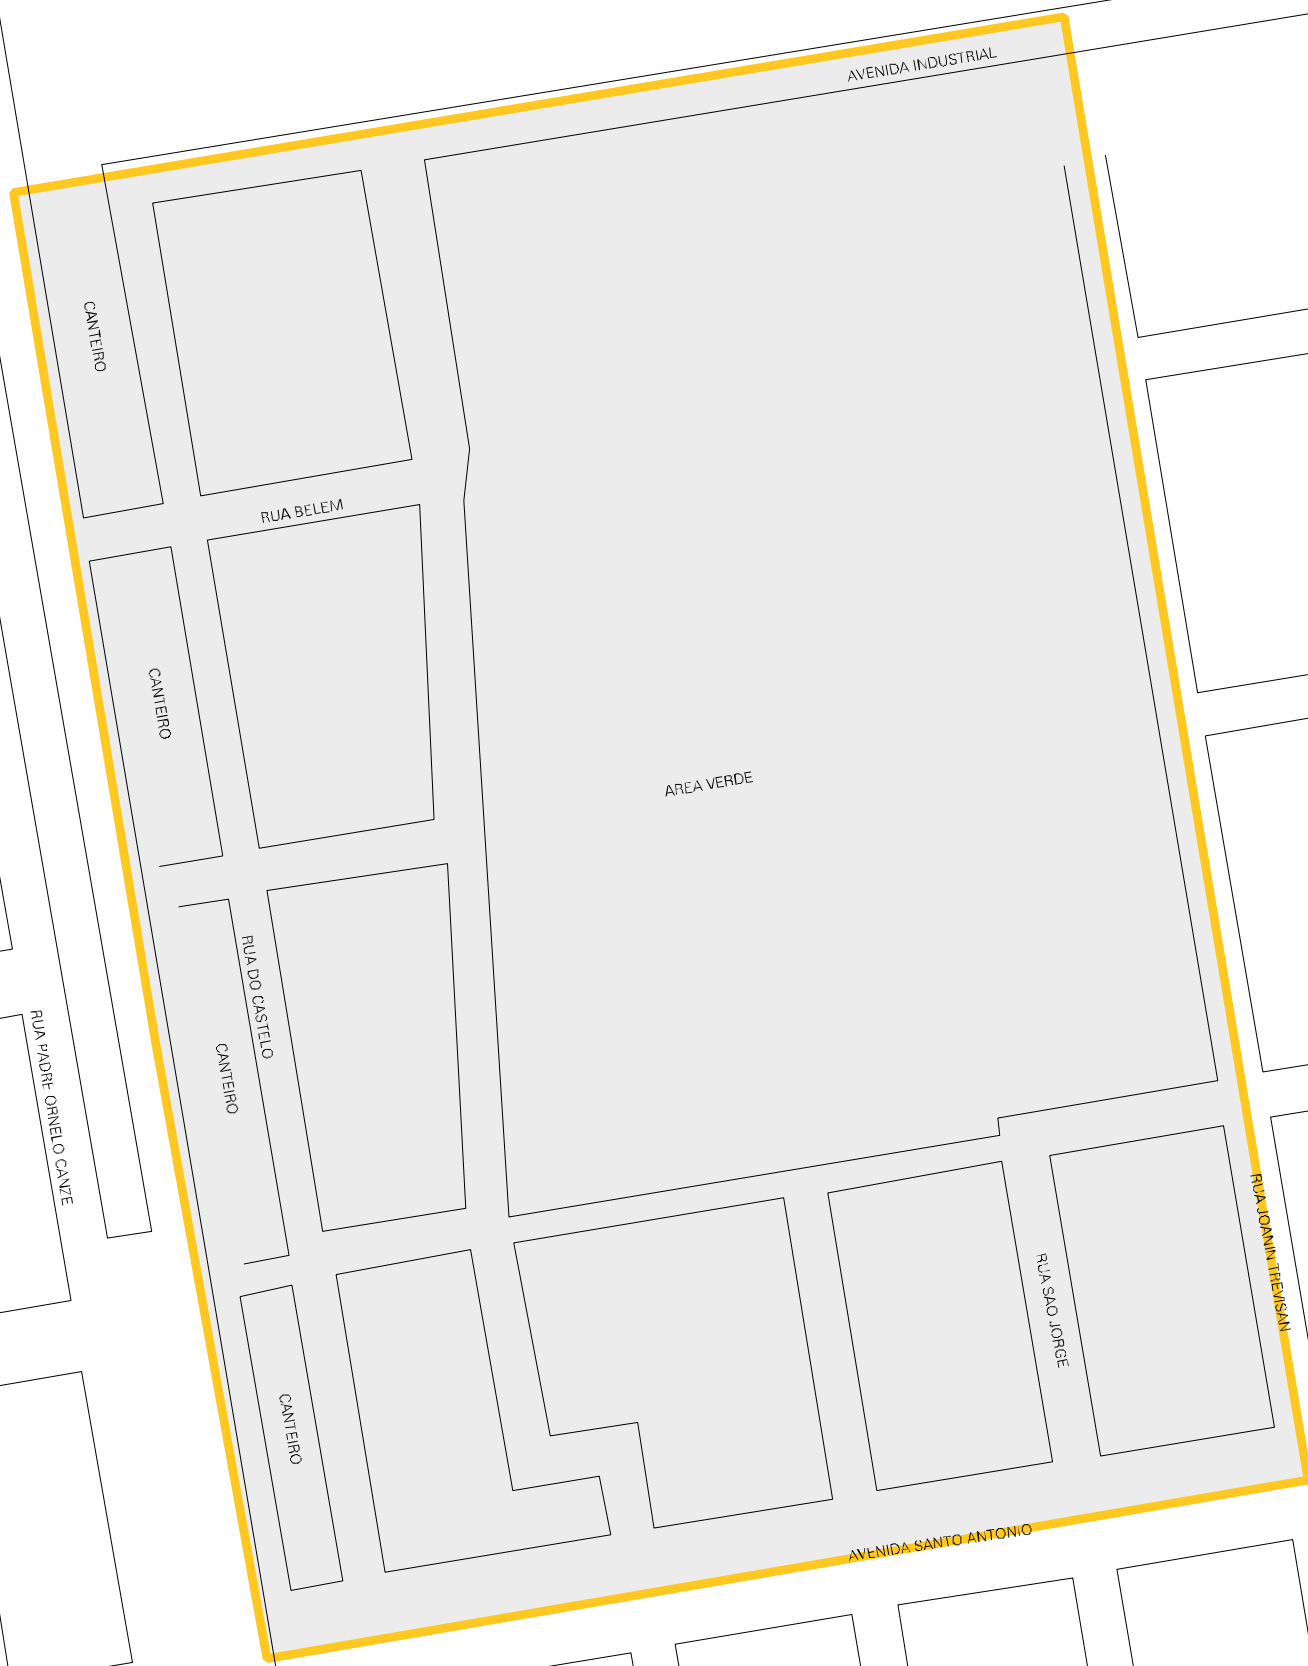 AVENIDA INDUSTRIAL
CANTEIRO
RUA BELEM
CANTEIRO
AREA VERDE
RUA DO CASTELO
CANTEIRO
RUA PADRE ORNELO CANZE
RUA JOANIN TREVISAN
RUA SAO JORGE
CANTEIRO
AVENIDA SANTO ANTONIO